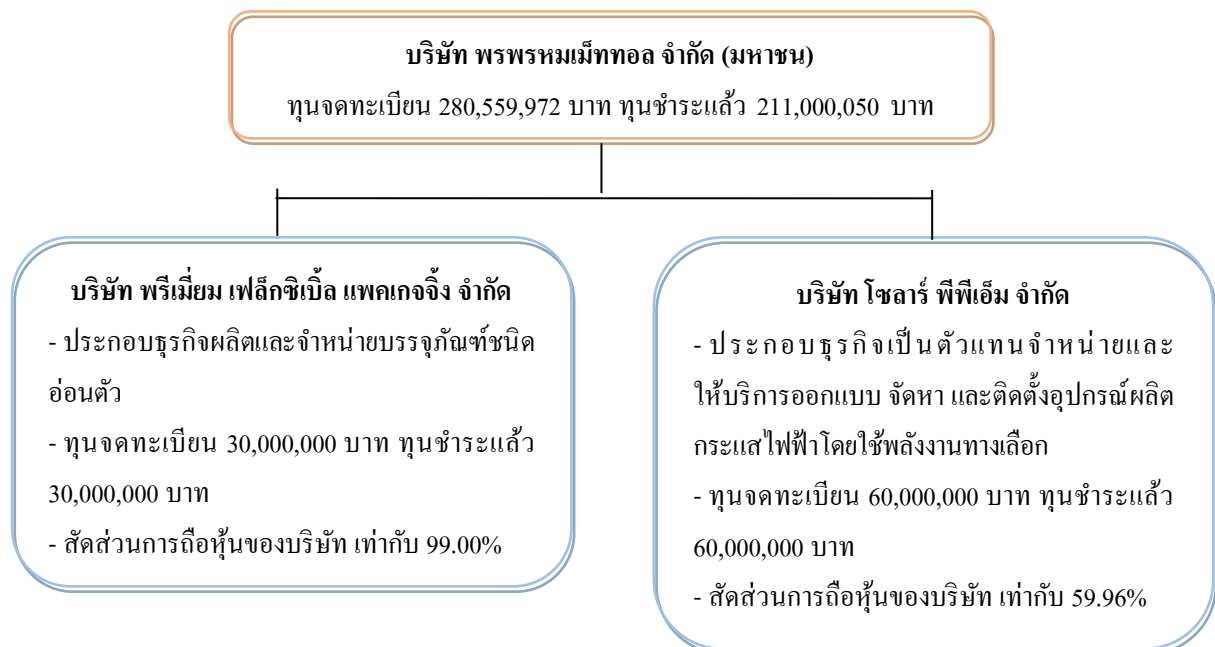 บริษัท พรพรหมเม็ททอล จำกัด (มหาชน)
ทุนจดทะเบียน 280,559,972 บาท ทุนชำระแล้ว 211,000,050 บาท
บริษัท พรีเมี่ยม เฟล็กซิเบิ้ล แพคเกจจิ้ง จำกัด
- ประกอบธุรกิจผลิตและจำหน่ายบรรจุภัณฑ์ชนิด
อ่อนตัว
- ทุนจดทะเบียน 30,000,000 บาท ทุนชำระแล้ว
30,000,000 บาท
- สัดส่วนการถือหุ้นของบริษัท เท่ากับ 99.00%
บริษัท โซลาร์ พีพีเอ็ม จำกัด
- ประกอบธุรกิจเป็นตัวแทนจำหน่ายและ
ให้บริการออกแบบ จัดหา และติดตั้งอุปกรณ์ผลิต
กระแสไฟฟ้าโดยใช้พลังงานทางเลือก
- ทุนจดทะเบียน 60,000,000 บาท ทุนชำระแล้ว
60,000,000 บาท
- สัดส่วนการถือหุ้นของบริษัท เท่ากับ 59.96%